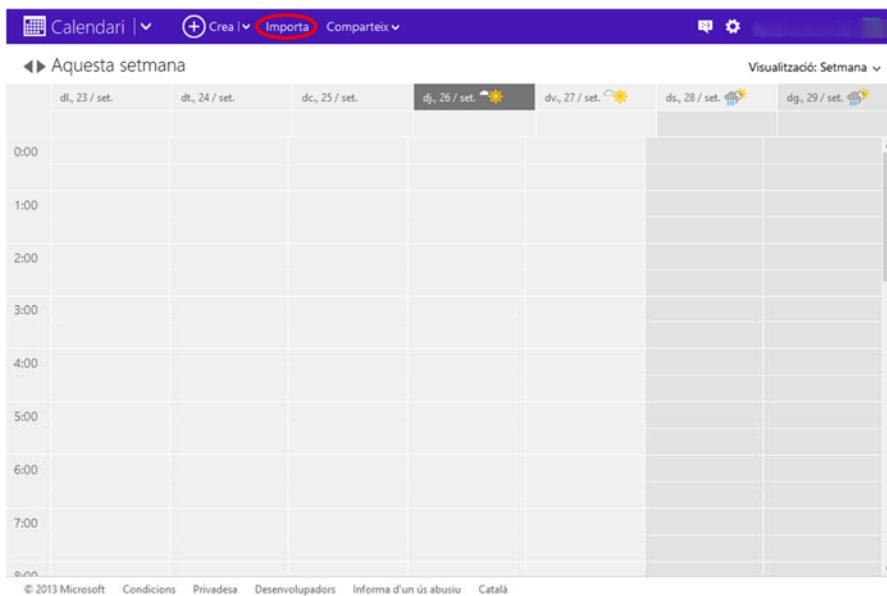 Calendari Crea Importa Comparteix
Aquesta setmana Visualització: Setmana
dl., 23 / set. dt., 24 / set. dc., 25 / set. dj., 26 / set. dv., 27 / set. ds., 28 / set. dg., 29 / set.
0:00
1:00
2:00
3:00
4:00
5:00
6:00
7:00
8:00
© 2013 Microsoft Condicions Privadesa Desenvolupadors Informa d'un ús abusiu Català